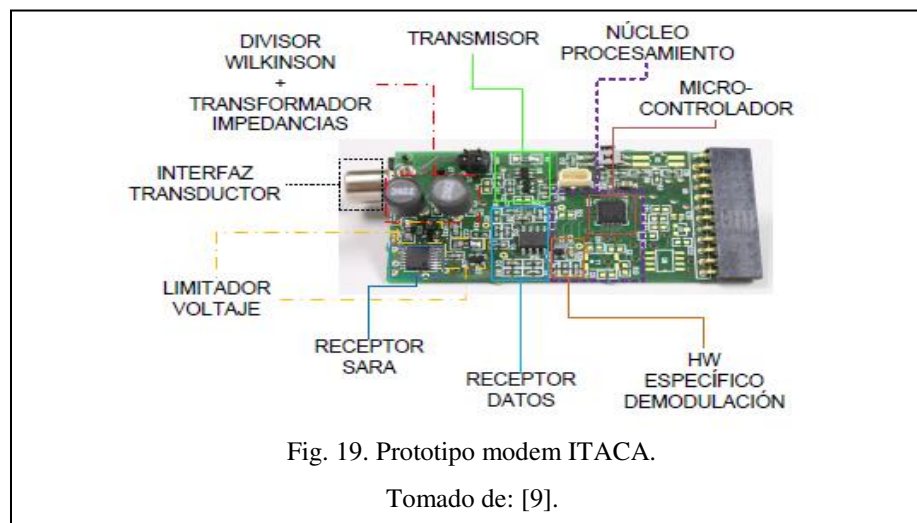 DIVISOR
WILKINSON
+
TRANSFORMADOR
IMPEDANCIAS
TRANSMISOR
NÚCLEO
PROCESAMIENTO
MICRO-
CONTROLADOR
INTERFAZ
TRANSDUCTOR
LIMITADOR
VOLTAJE
RECEPTOR
SARA
RECEPTOR
DATOS
HW
ESPECÍFICO
DEMODULACIÓN
Fig. 19. Prototipo modem ITACA.
Tomado de: [9].